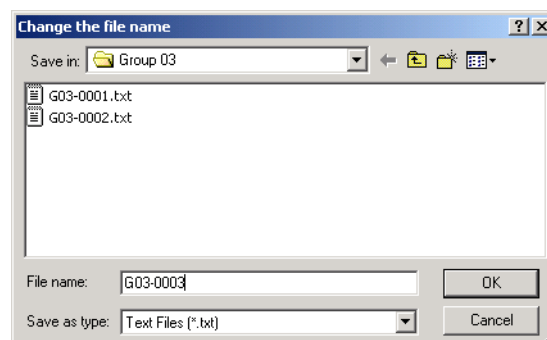 Change the file name
Save in: Group 03
G03-0001.txt
G03-0002.txt
File name: G03-0003 OK
Save as type: Text Files (*.txt) Cancel